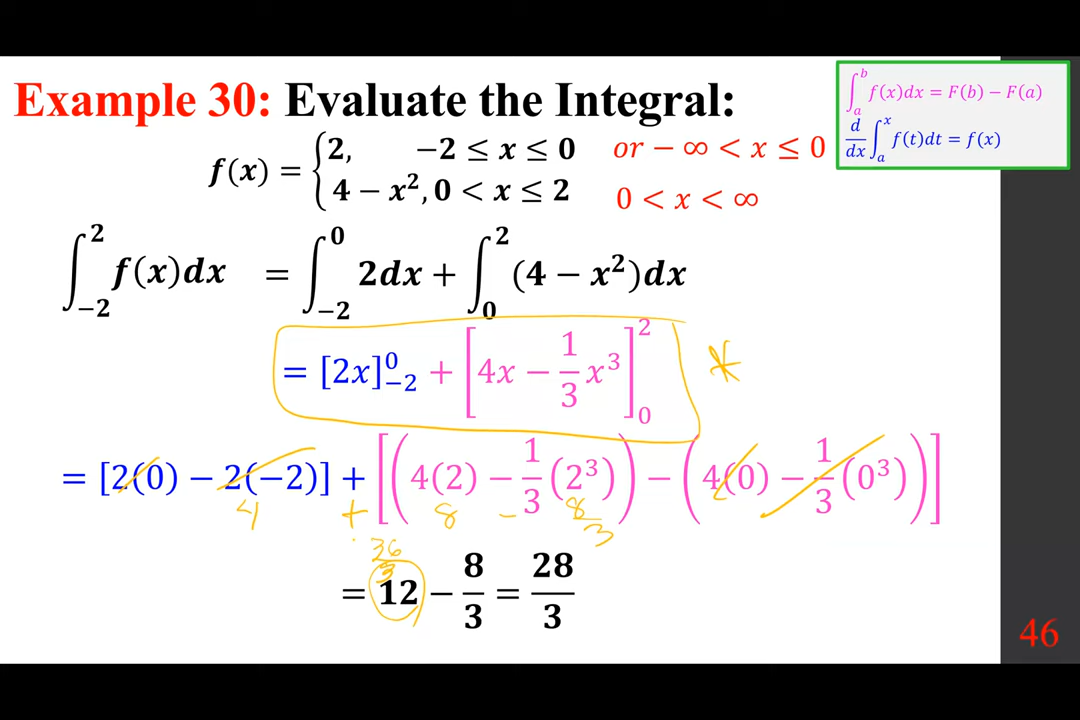 Example 30: Evaluate the Integral:
∫_a^b f(x)dx = F(b) − F(a)
d/dx ∫_a^x f(t)dt = f(x)
f(x) = { 2, −2 ≤ x ≤ 0 or − ∞ < x ≤ 0
4 − x², 0 < x ≤ 2 0 < x < ∞
∫_{−2}^{2} f(x)dx = ∫_{−2}^{0} 2dx + ∫_0^2 (4 − x²)dx
= [2x]_{−2}^{0} + [4x − 1/3 x³]_0^2 *
= [2(0) − 2(−2)] + [(4(2) − 1/3 (2³)) − (4(0) − 1/3 (0³))]
4 + 8 − 8/3
36/3
= 12 − 8/3 = 28/3
46